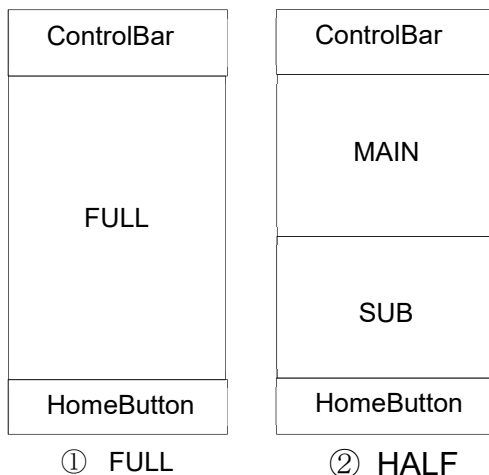 ControlBar
FULL
HomeButton
① FULL
ControlBar
MAIN
SUB
HomeButton
② HALF